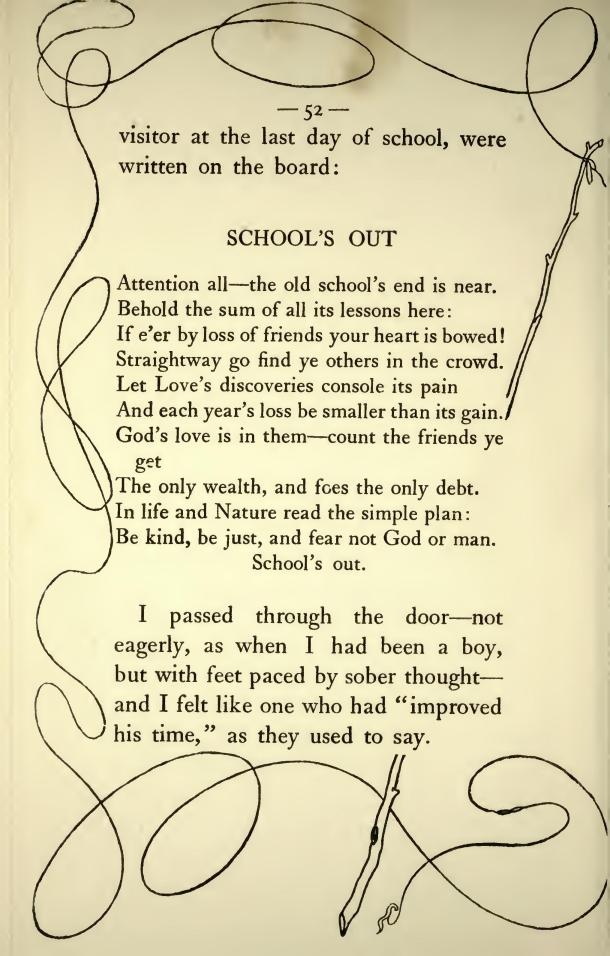 — 52 —
visitor at the last day of school, were
written on the board:
SCHOOL'S OUT
Attention all—the old school's end is near.
Behold the sum of all its lessons here:
If e'er by loss of friends your heart is bowed!
Straightway go find ye others in the crowd.
Let Love's discoveries console its pain
And each year's loss be smaller than its gain.
God's love is in them—count the friends ye
get
The only wealth, and foes the only debt.
In life and Nature read the simple plan:
Be kind, be just, and fear not God or man.
School's out.
I passed through the door—not
eagerly, as when I had been a boy,
but with feet paced by sober thought—
and I felt like one who had "improved
his time," as they used to say.